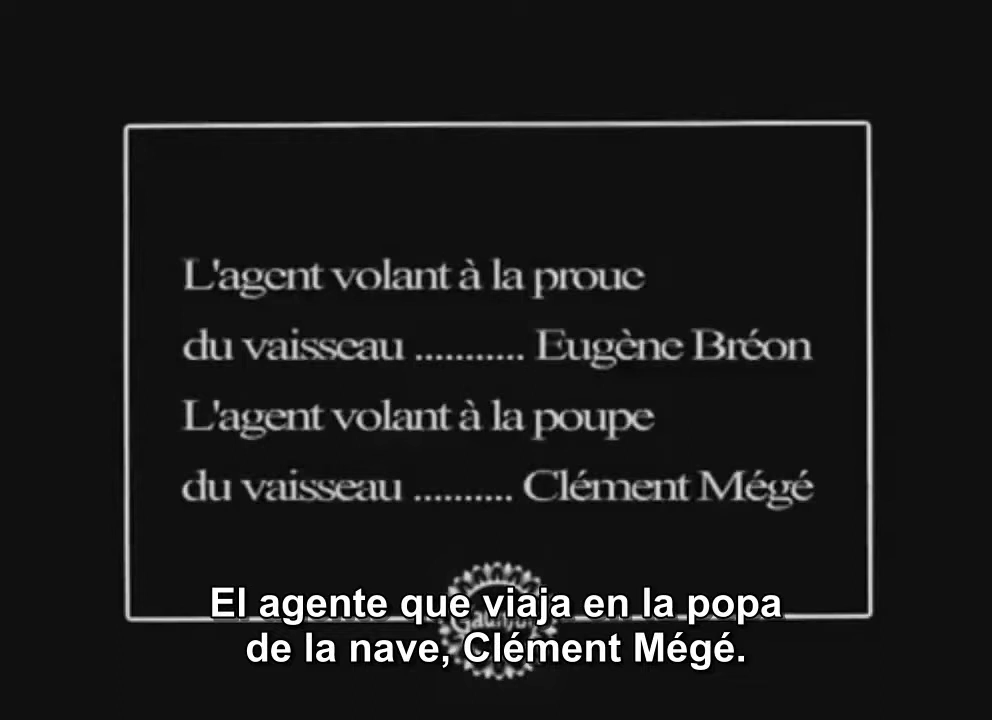 L'agent volant à la proue
du vaisseau ........... Eugène Bréon
L'agent volant à la poupe
du vaisseau .......... Clément Mégé
El agente que viaja en la popa
de la nave, Clément Mégé.